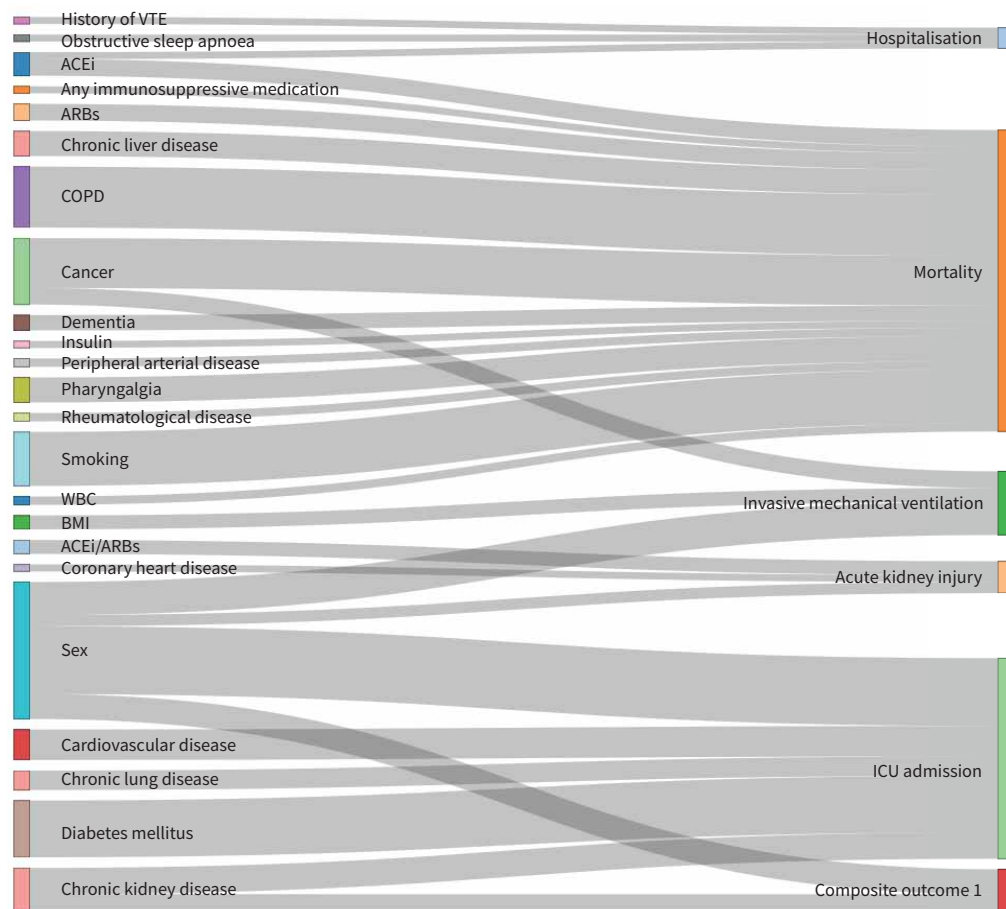 History of VTE
Obstructive sleep apnoea
ACEi
Any immunosuppressive medication
ARBs
Chronic liver disease
COPD
Cancer
Dementia
Insulin
Peripheral arterial disease
Pharyngalgia
Rheumatological disease
Smoking
WBC
BMI
ACEi/ARBs
Coronary heart disease
Sex
Cardiovascular disease
Chronic lung disease
Diabetes mellitus
Chronic kidney disease
Hospitalisation
Mortality
Invasive mechanical ventilation
Acute kidney injury
ICU admission
Composite outcome 1